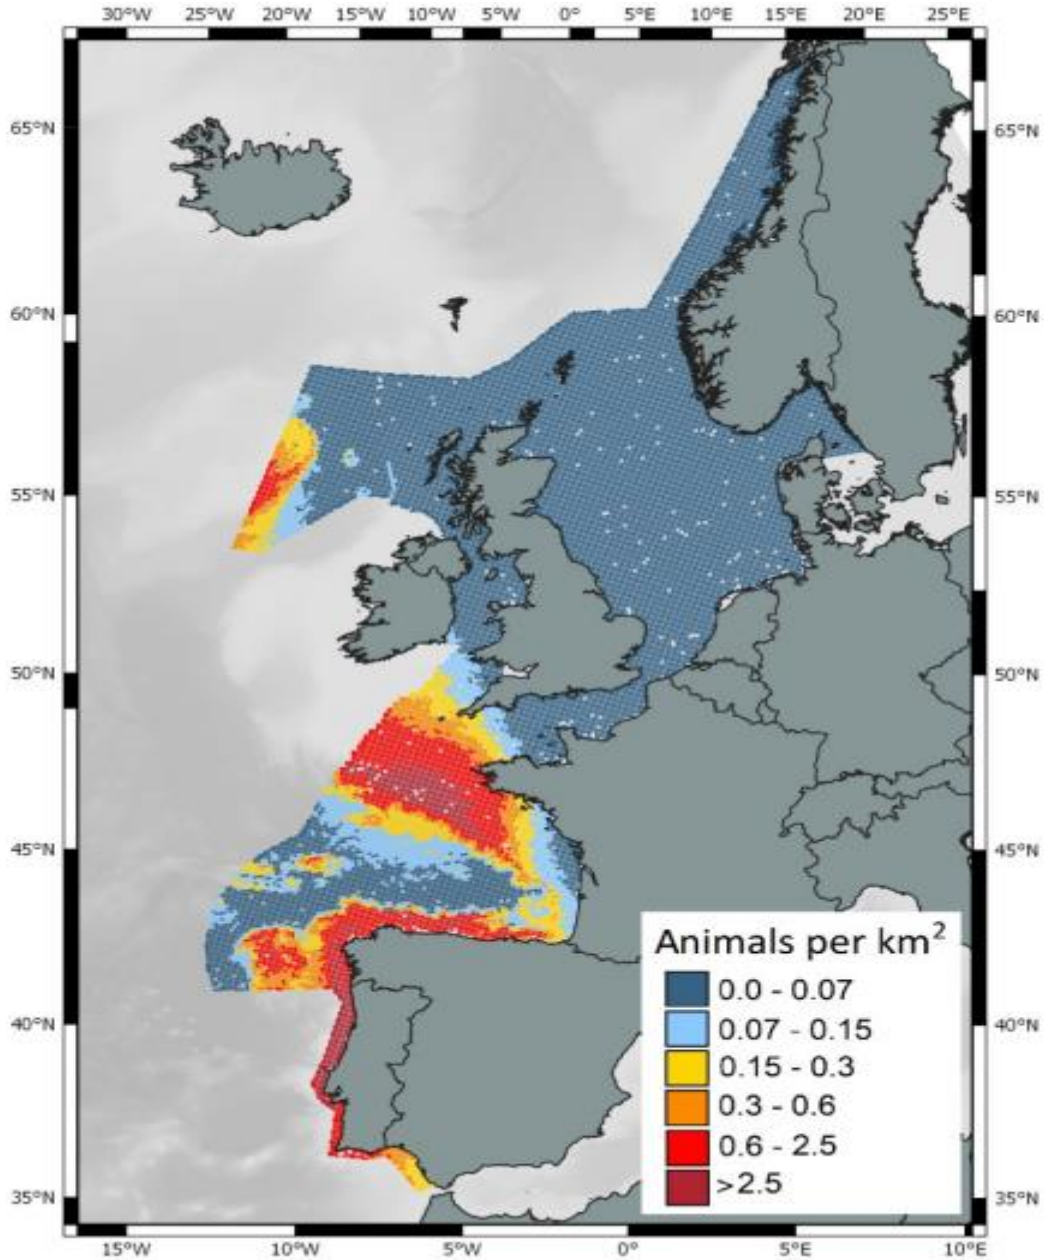 30°W 25°W 20°W 15°W 10°W 5°W 0° 5°E 10°E 15°E 20°E 25°E
65°N 65°N
60°N 60°N
55°N 55°N
50°N 50°N
45°N 45°N
Animals per km²
0.0 - 0.07
40°N 40°N
0.07 - 0.15
0.15 - 0.3
0.3 - 0.6
0.6 - 2.5
>2.5
35°N 35°N
15°W 10°W 5°W 0° 5°E 10°E